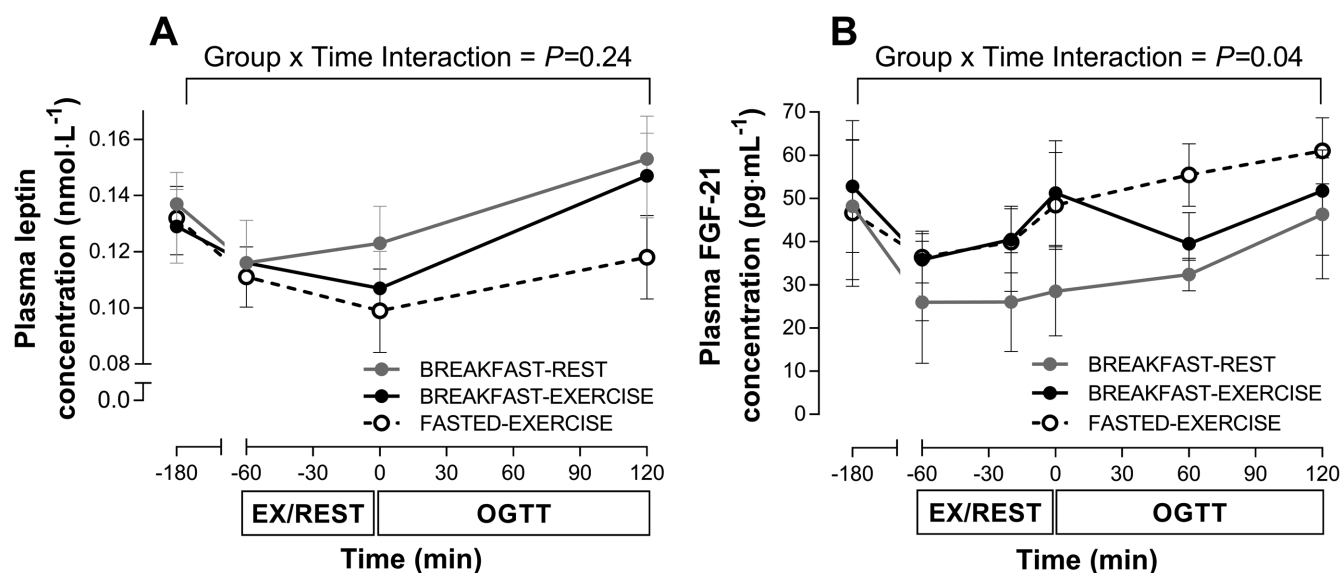 A
Group x Time Interaction = P=0.24
Plasma leptin
concentration (nmol·L-1)
0.16
0.14
0.12
0.10
0.08
0.0
BREAKFAST-REST
BREAKFAST-EXERCISE
FASTED-EXERCISE
-180 -60 -30 0 30 60 90 120
EX/REST OGTT
Time (min)
B
Group x Time Interaction = P=0.04
Plasma FGF-21
concentration (pg·mL-1)
70
60
50
40
30
20
10
0
BREAKFAST-REST
BREAKFAST-EXERCISE
FASTED-EXERCISE
-180 -60 -30 0 30 60 90 120
EX/REST OGTT
Time (min)